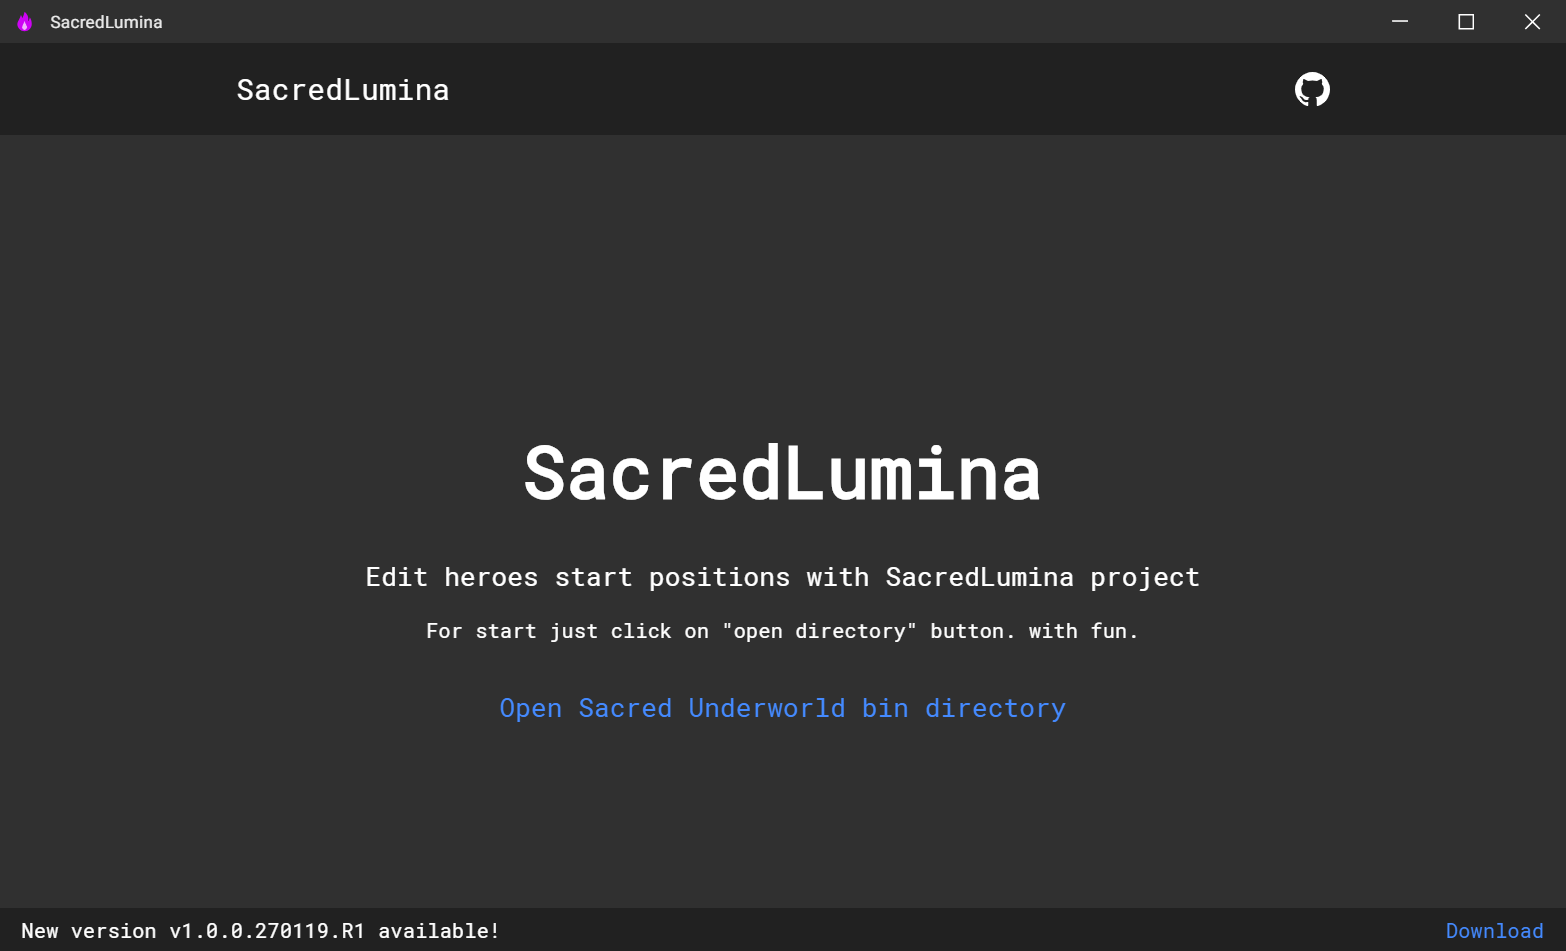 SacredLumina
SacredLumina
SacredLumina
Edit heroes start positions with SacredLumina project
For start just click on "open directory" button. with fun.
Open Sacred Underworld bin directory
New version v1.0.0.270119.R1 available!
Download